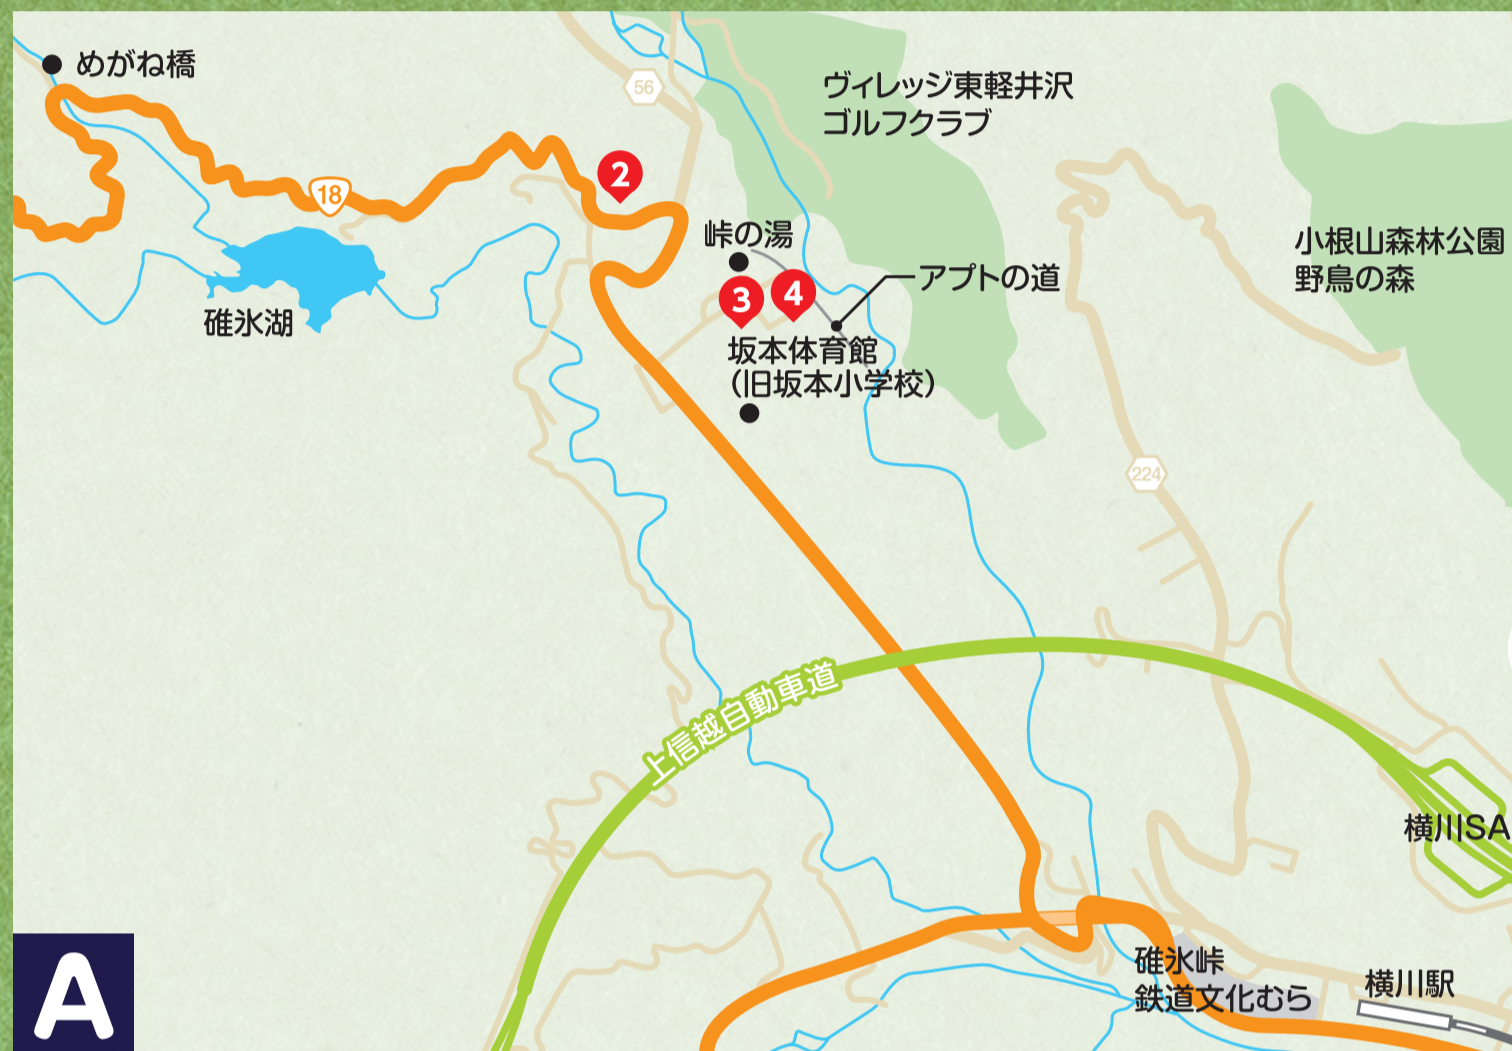 めがね橋
56
ヴィレッジ東軽井沢
ゴルフクラブ
2
18
峠の湯
小根山森林公園
野鳥の森
アプトの道
3
4
碓氷湖
坂本体育館
（旧坂本小学校）
224
上信越自動車道
横川SA
碓氷峠
鉄道文化むら
横川駅
A